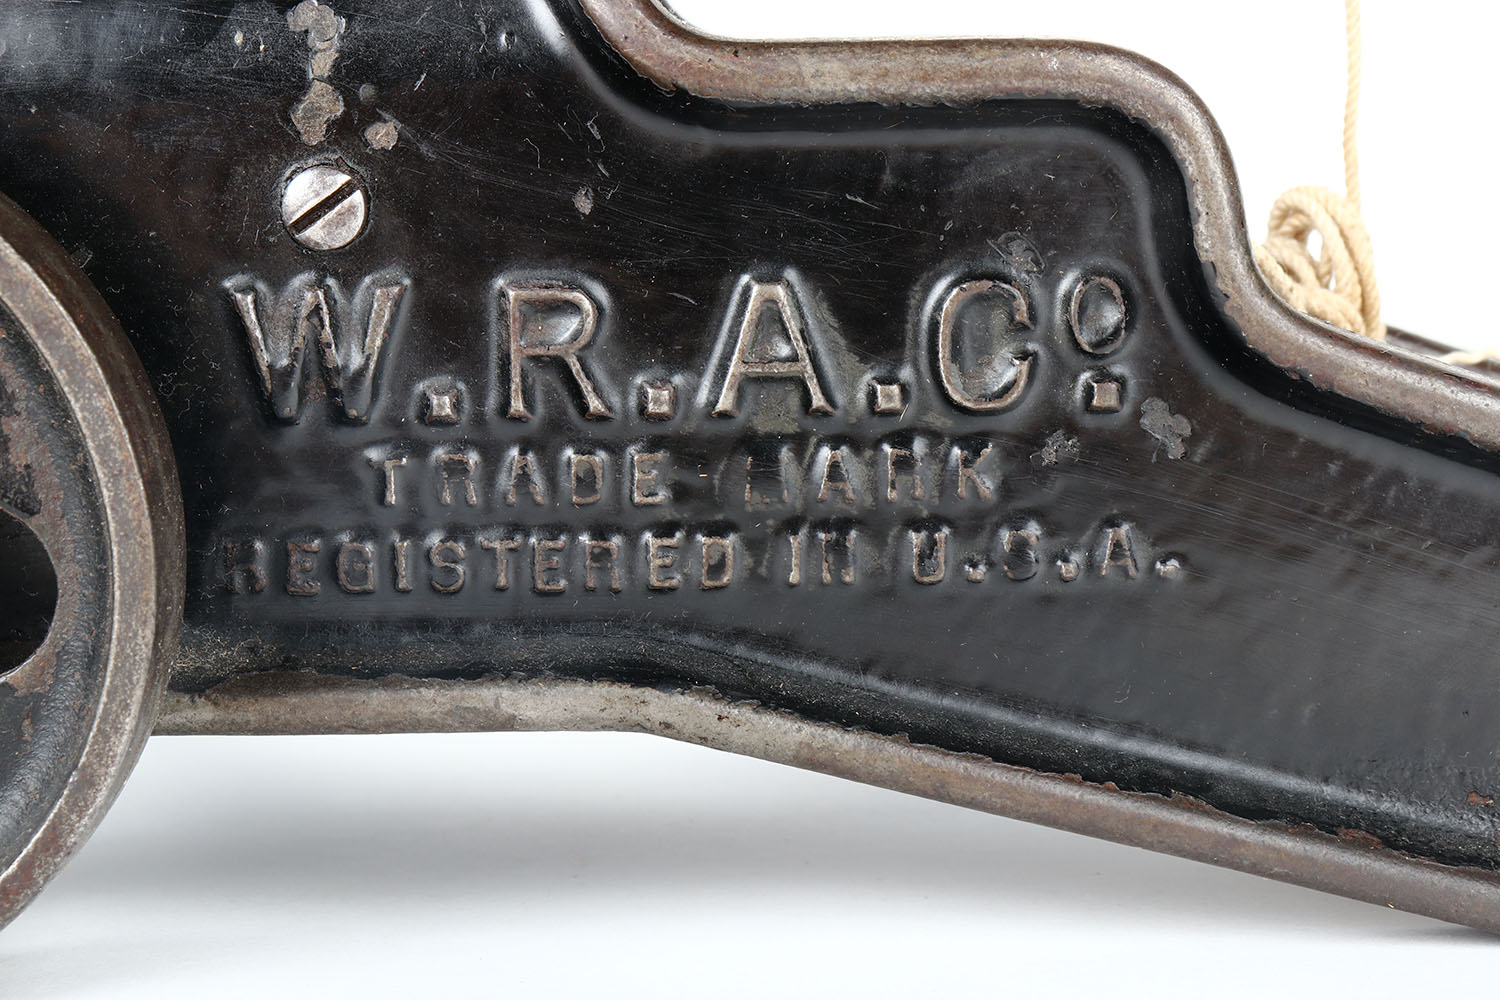 W.R.A.Co.
TRADE MARK
REGISTERED IN U.S.A.